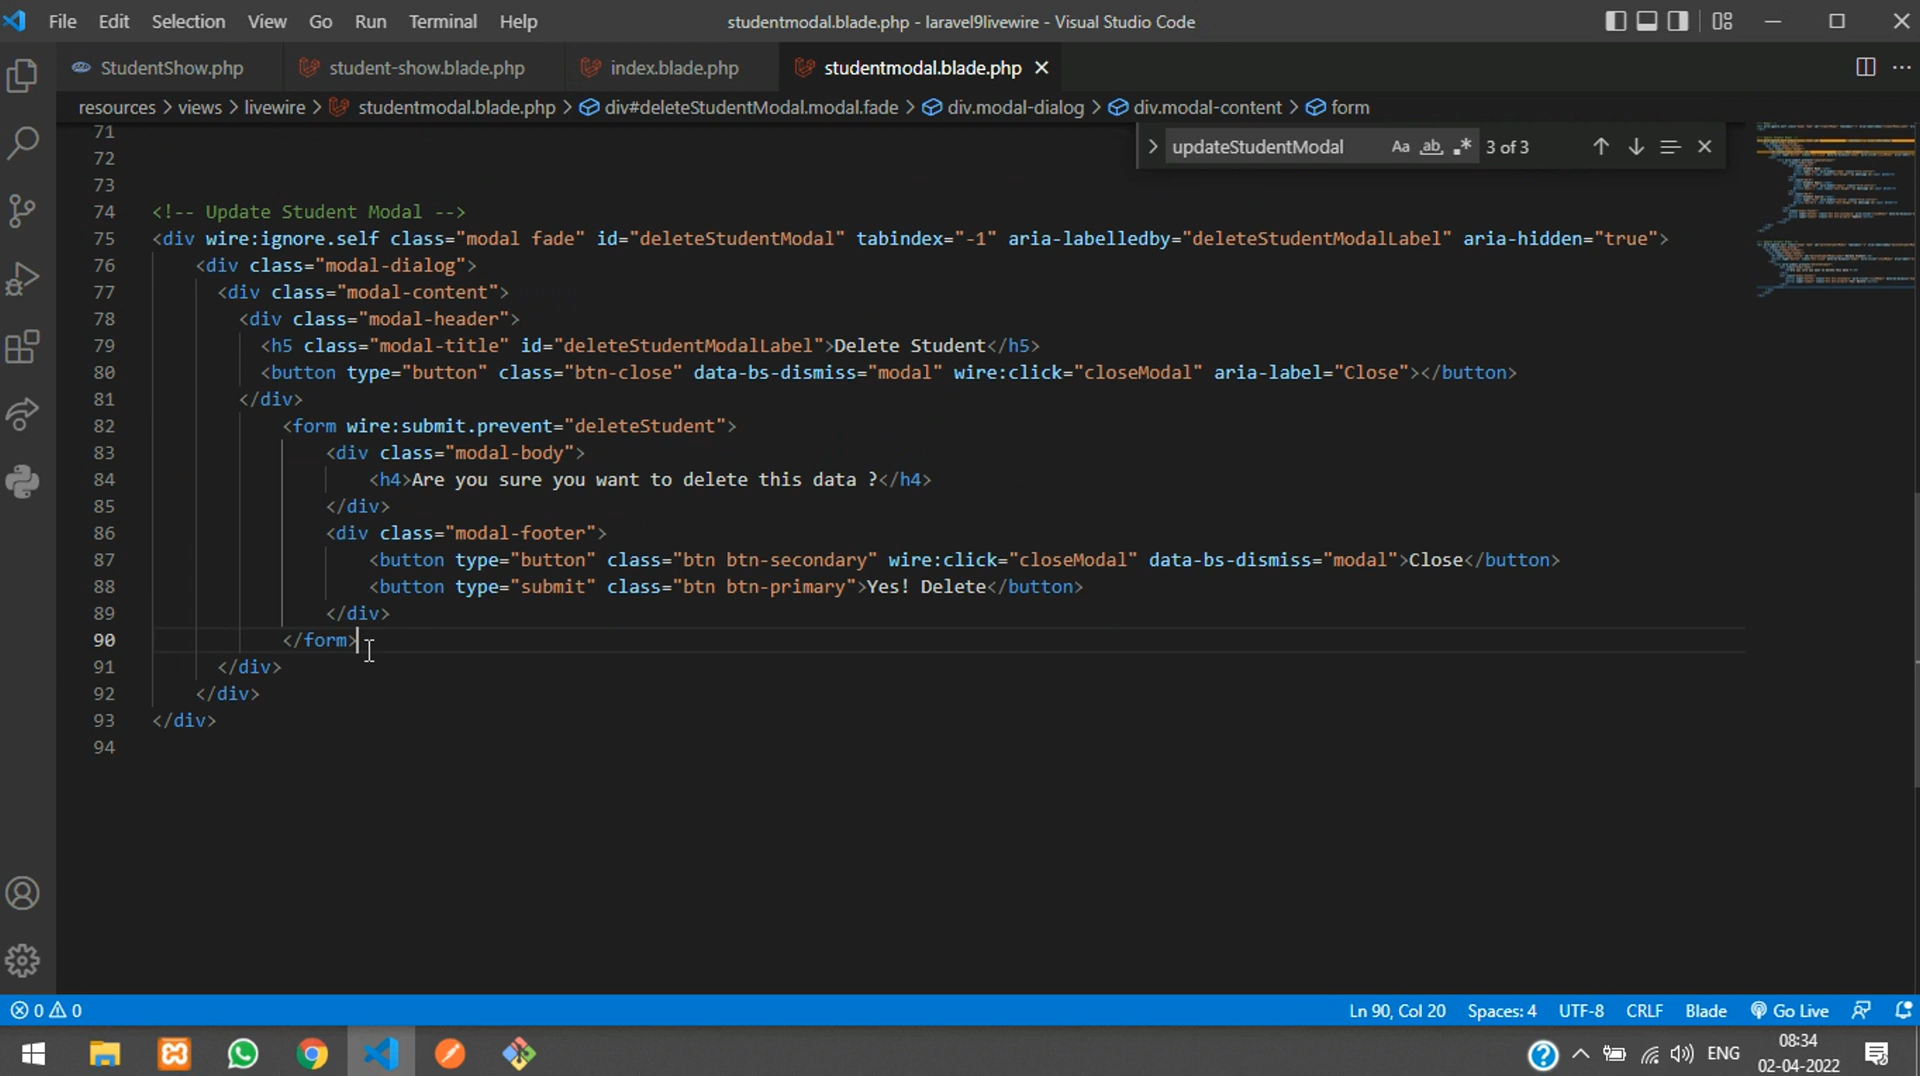 File Edit Selection View Go Run Terminal Help studentmodal.blade.php - laravel9livewire - Visual Studio Code
StudentShow.php student-show.blade.php index.blade.php studentmodal.blade.php
resources > views > livewire > studentmodal.blade.php > div#deleteStudentModal.modal.fade > div.modal-dialog > div.modal-content > form
updateStudentModal Aa ab .* 3 of 3
71
72
73
74 <!-- Update Student Modal -->
75 <div wire:ignore.self class="modal fade" id="deleteStudentModal" tabindex="-1" aria-labelledby="deleteStudentModalLabel" aria-hidden="true">
76 <div class="modal-dialog">
77 <div class="modal-content">
78 <div class="modal-header">
79 <h5 class="modal-title" id="deleteStudentModalLabel">Delete Student</h5>
80 <button type="button" class="btn-close" data-bs-dismiss="modal" wire:click="closeModal" aria-label="Close"></button>
81 </div>
82 <form wire:submit.prevent="deleteStudent">
83 <div class="modal-body">
84 <h4>Are you sure you want to delete this data ?</h4>
85 </div>
86 <div class="modal-footer">
87 <button type="button" class="btn btn-secondary" wire:click="closeModal" data-bs-dismiss="modal">Close</button>
88 <button type="submit" class="btn btn-primary">Yes! Delete</button>
89 </div>
90 </form>
91 </div>
92 </div>
93 </div>
94
0 0 Ln 90, Col 20 Spaces: 4 UTF-8 CRLF Blade Go Live
ENG 08:34
02-04-2022